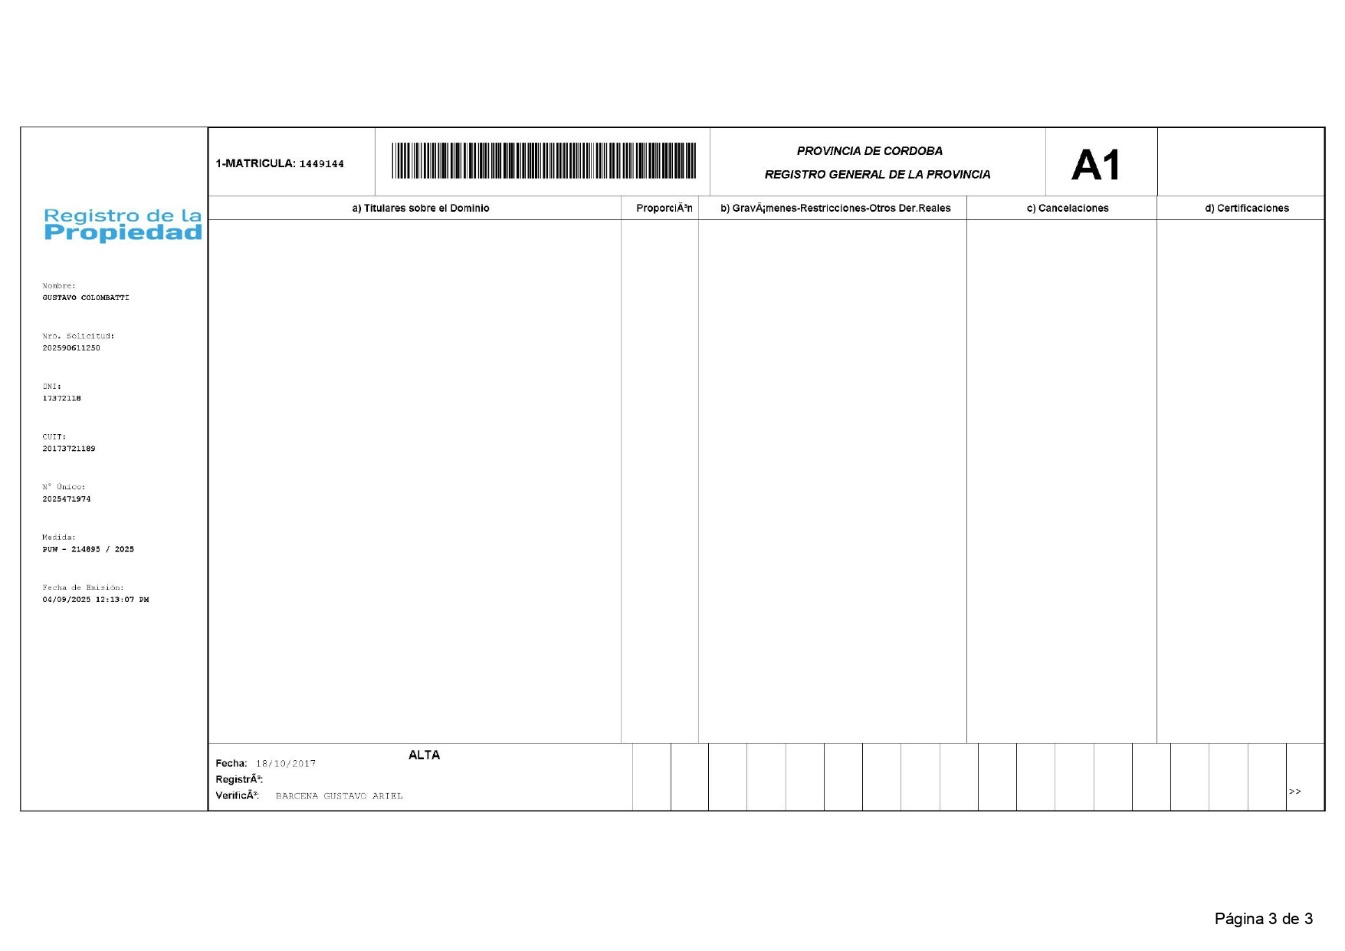 1-MATRICULA: 1449144
PROVINCIA DE CORDOBA
REGISTRO GENERAL DE LA PROVINCIA
A1
a) Titulares sobre el Dominio
ProporciÃ³n
b) GravÃ¡menes-Restricciones-Otros Der.Reales
c) Cancelaciones
d) Certificaciones
Registro de la
Propiedad
Nombre:
GUSTAVO COLOMBATTI
Nro. Solicitud:
202590611250
DNI:
17372118
CUIT:
20173721189
N° Único:
2025471974
Medida:
PUW - 214895 / 2025
Fecha de Emisión:
04/09/2025 12:13:07 PM
ALTA
Fecha: 18/10/2017
RegistrÃ³:
VerificÃ³: BARCENA GUSTAVO ARIEL
>>
Página 3 de 3